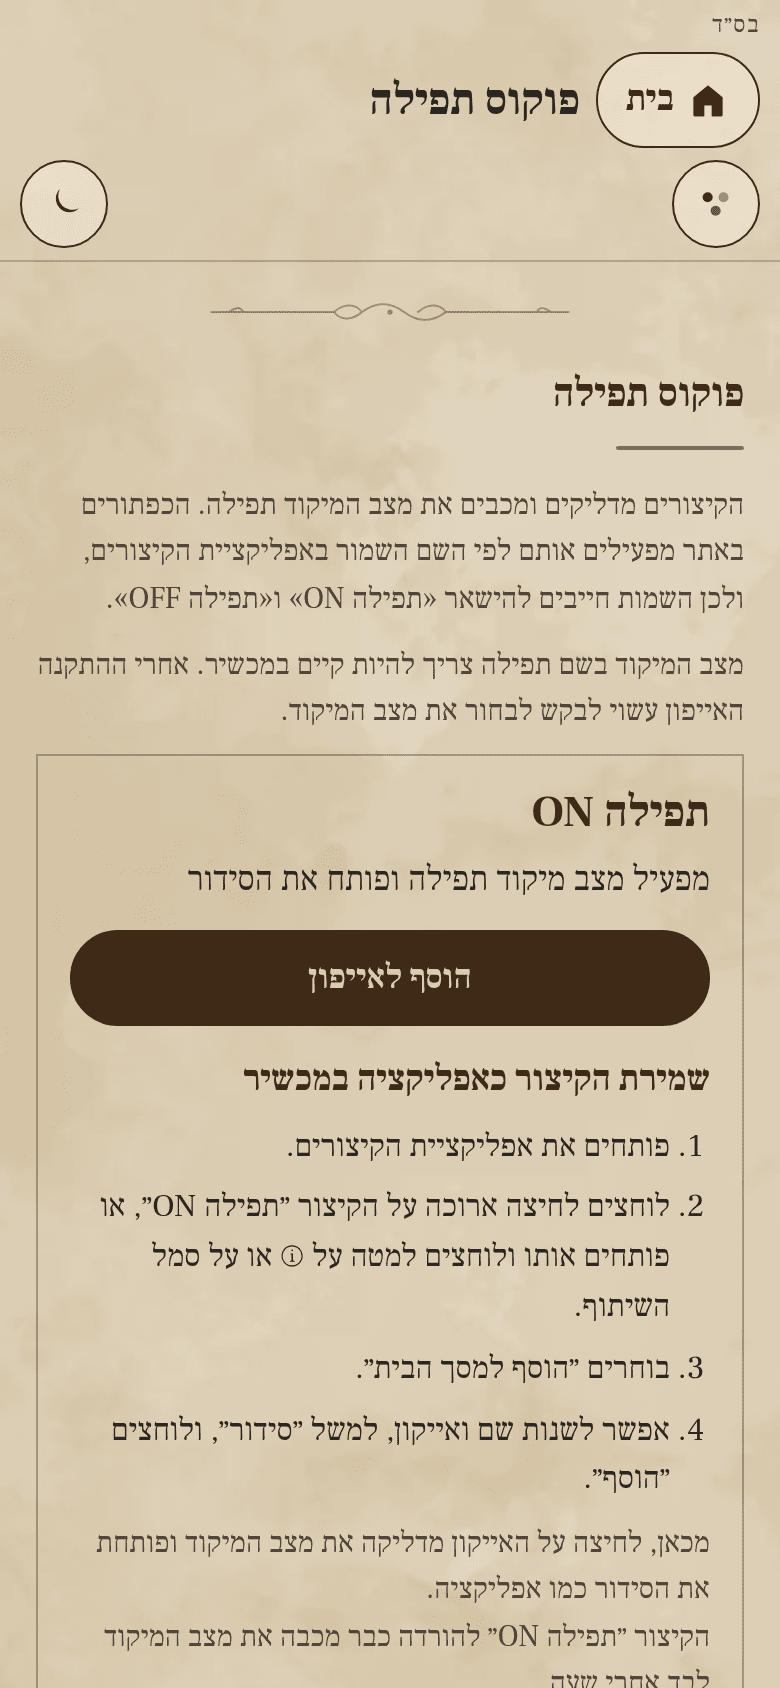 בס״ד
בית
פוקוס תפילה
פוקוס תפילה
הקיצורים מדליקים ומכבים את מצב המיקוד תפילה. הכפתורים
באתר מפעילים אותם לפי השם השמור באפליקציית הקיצורים,
ולכן השמות חייבים להישאר «תפילה ON» ו«תפילה OFF».
מצב המיקוד בשם תפילה צריך להיות קיים במכשיר. אחרי ההתקנה
האייפון עשוי לבקש לבחור את מצב המיקוד.
תפילה ON
מפעיל מצב מיקוד תפילה ופותח את הסידור
הוסף לאייפון
שמירת הקיצור כאפליקציה במכשיר
1. פותחים את אפליקציית הקיצורים.
2. לוחצים לחיצה ארוכה על הקיצור ״תפילה ON״, או
פותחים אותו ולוחצים למטה על ⓘ או על סמל
השיתוף.
3. בוחרים ״הוסף למסך הבית״.
4. אפשר לשנות שם ואייקון, למשל ״סידור״, ולוחצים
״הוסף״.
מכאן, לחיצה על האייקון מדליקה את מצב המיקוד ופותחת
את הסידור כמו אפליקציה.
הקיצור ״תפילה ON״ להורדה כבר מכבה את מצב המיקוד
לבד אחרי שעה